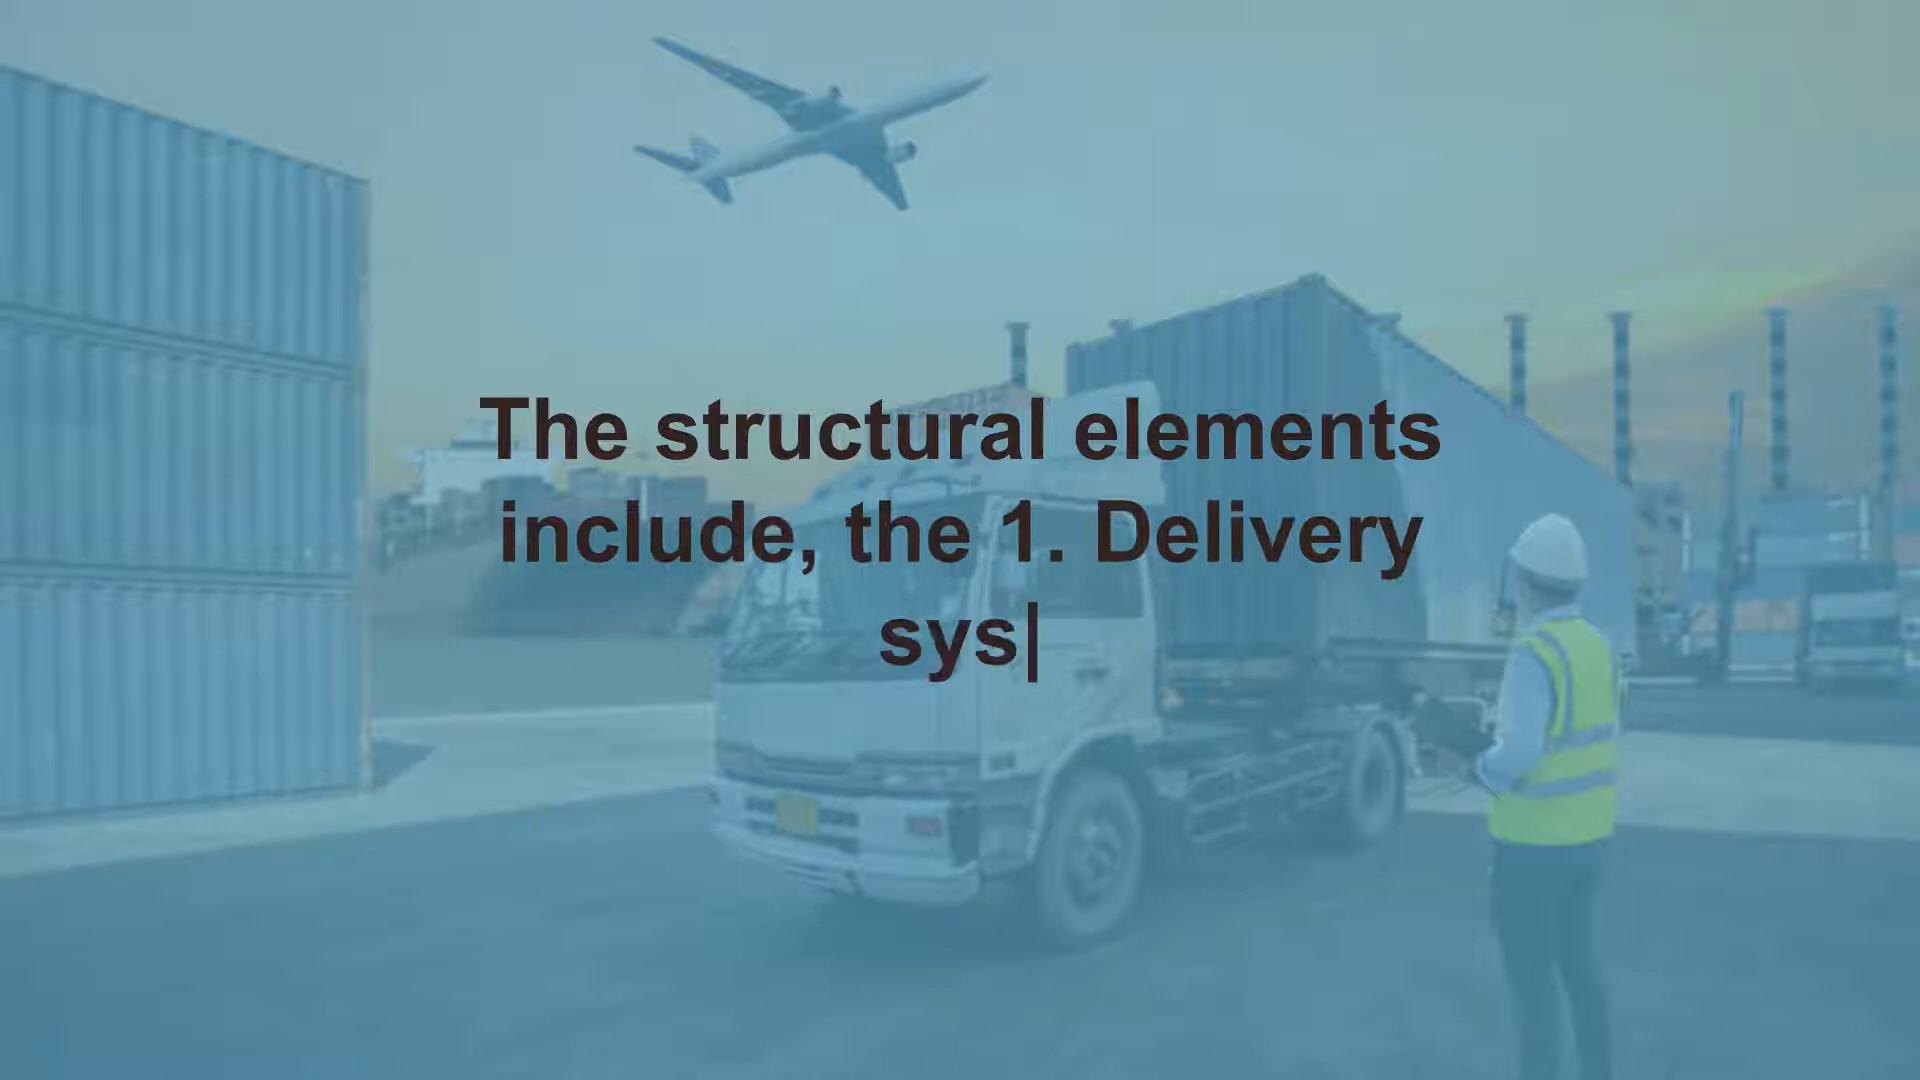 The structural elements
include, the 1. Delivery
sys|